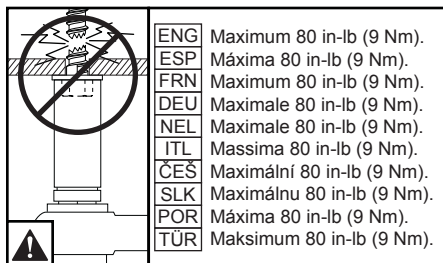 ENG Maximum 80 in-lb (9 Nm).
ESP Máxima 80 in-lb (9 Nm).
FRN Maximum 80 in-lb (9 Nm).
DEU Maximale 80 in-lb (9 Nm).
NEL Maximale 80 in-lb (9 Nm).
ITL Massima 80 in-lb (9 Nm).
ČEŠ Maximální 80 in-lb (9 Nm).
SLK Maximálnu 80 in-lb (9 Nm).
POR Máxima 80 in-lb (9 Nm).
TÜR Maksimum 80 in-lb (9 Nm).